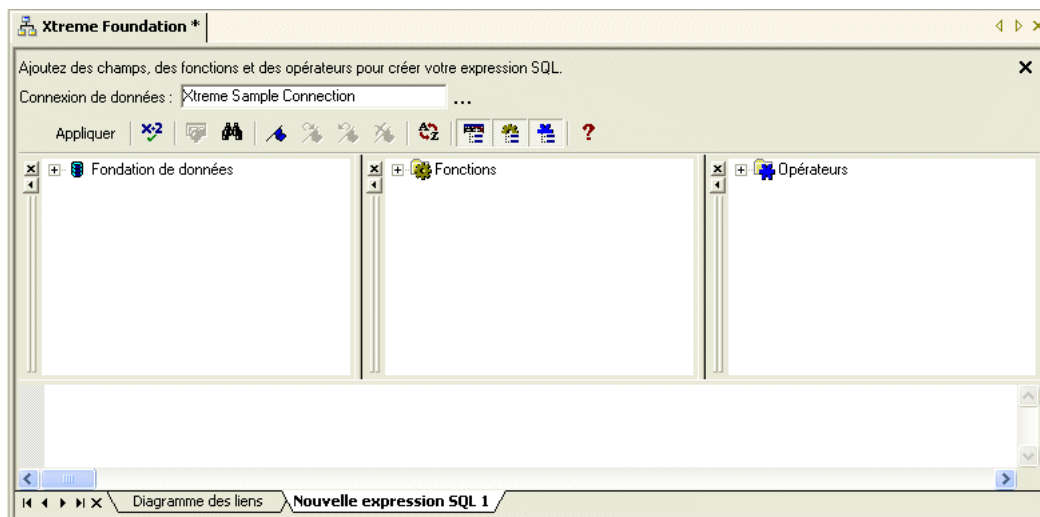 Xtreme Foundation *
Ajoutez des champs, des fonctions et des opérateurs pour créer votre expression SQL.
Connexion de données : Xtreme Sample Connection ...
Appliquer x+2 A Z ?
Fondation de données
Fonctions
Opérateurs
Diagramme des liens Nouvelle expression SQL 1